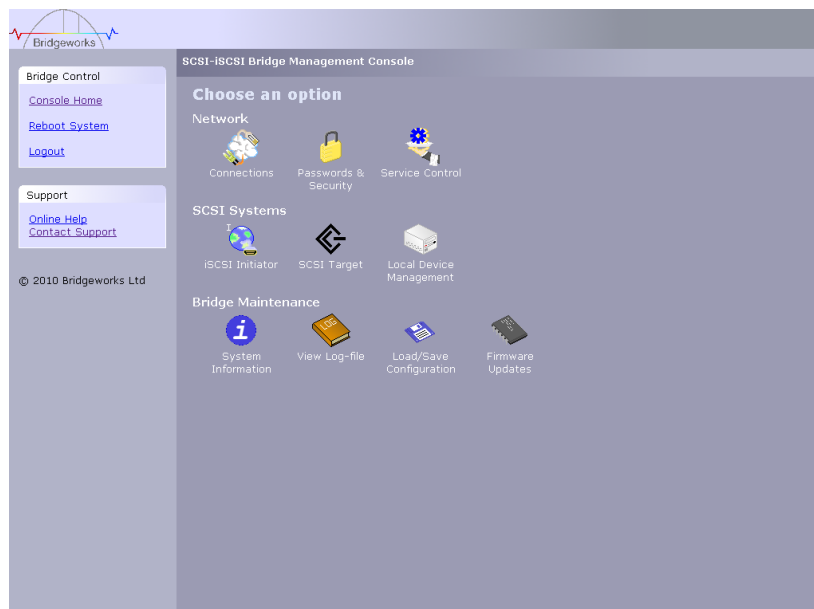 Bridgeworks
SCSI-iSCSI Bridge Management Console
Bridge Control
Console Home
Reboot System
Logout
Support
Online Help
Contact Support
© 2010 Bridgeworks Ltd
Choose an option
Network
Connections
Passwords &
Security
Service Control
SCSI Systems
I
iSCSI Initiator
SCSI Target
Local Device
Management
Bridge Maintenance
i
LOG
System
Information
View Log-file
Load/Save
Configuration
Firmware
Updates